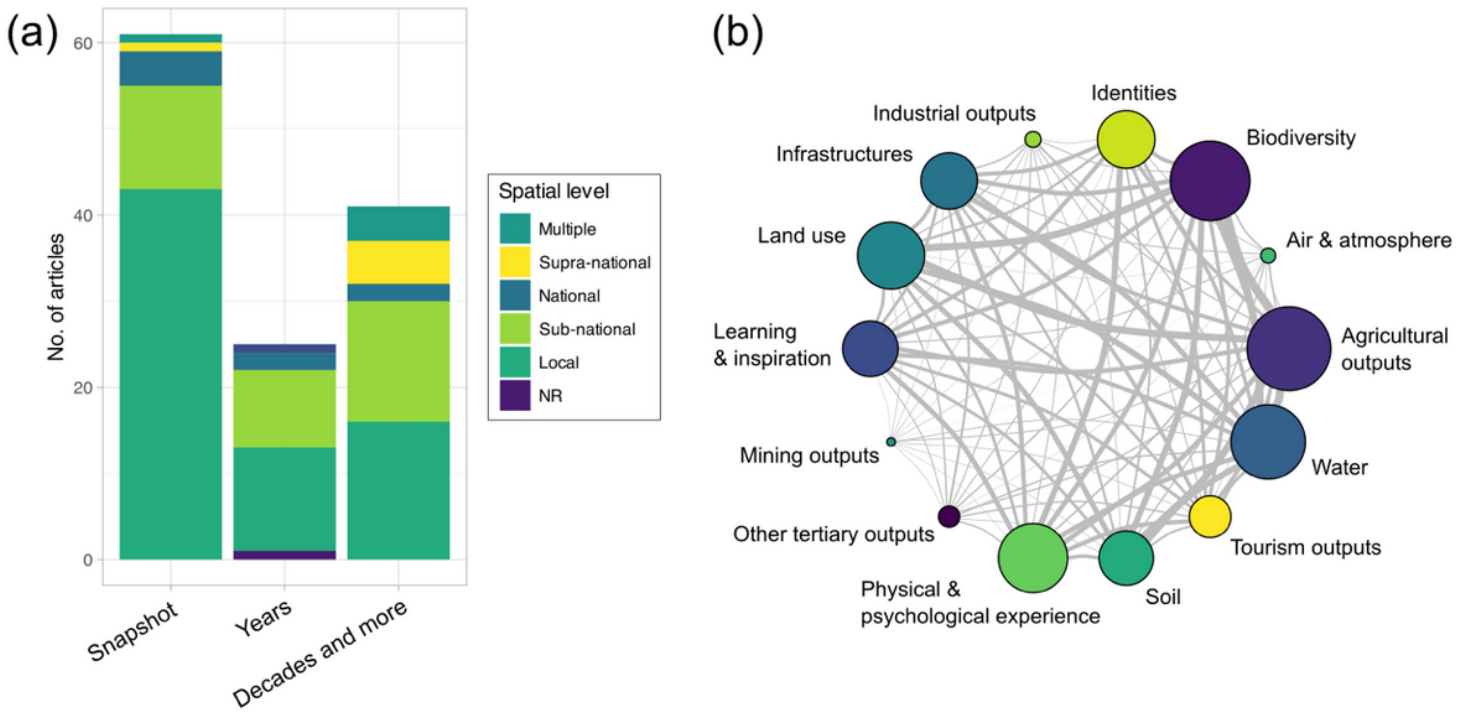 (a)
60
40
20
0
No. of articles
Snapshot
Years
Decades and more
Spatial level
Multiple
Supra-national
National
Sub-national
Local
NR
(b)
Identities
Industrial outputs
Biodiversity
Infrastructures
Land use
Air & atmosphere
Learning
& inspiration
Agricultural
outputs
Mining outputs
Water
Other tertiary outputs
Tourism outputs
Physical &
psychological experience
Soil